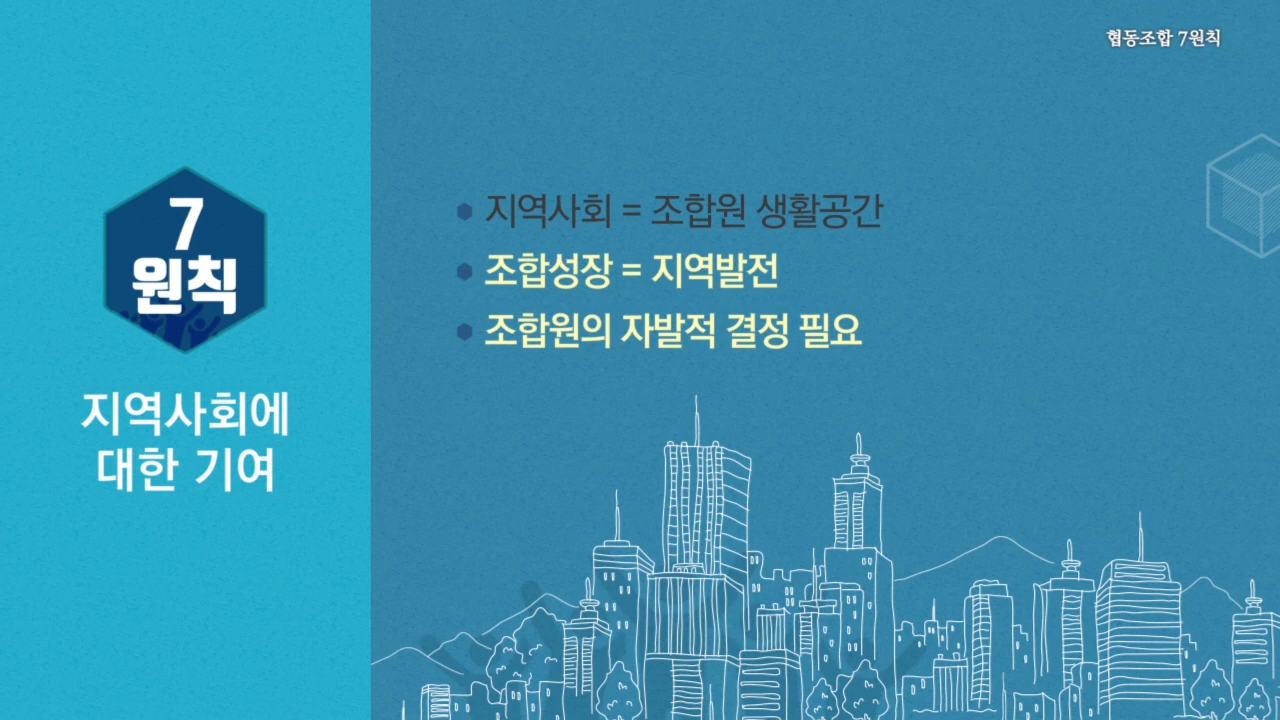 협동조합 7원칙
7
원칙
지역사회에
대한 기여
지역사회 = 조합원 생활공간
조합성장 = 지역발전
조합원의 자발적 결정 필요